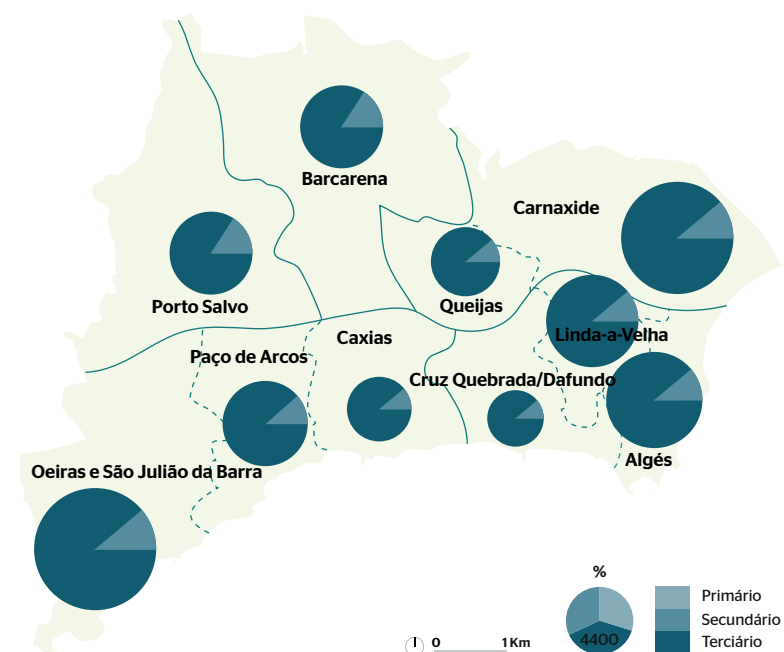 Barcarena
Carnaxide
Porto Salvo
Queijas
Caxias
Linda-a-Velha
Paço de Arcos
Cruz Quebrada/Dafundo
Algés
Oeiras e São Julião da Barra
%
Primário
Secundário
4400
Terciário
0 1 Km